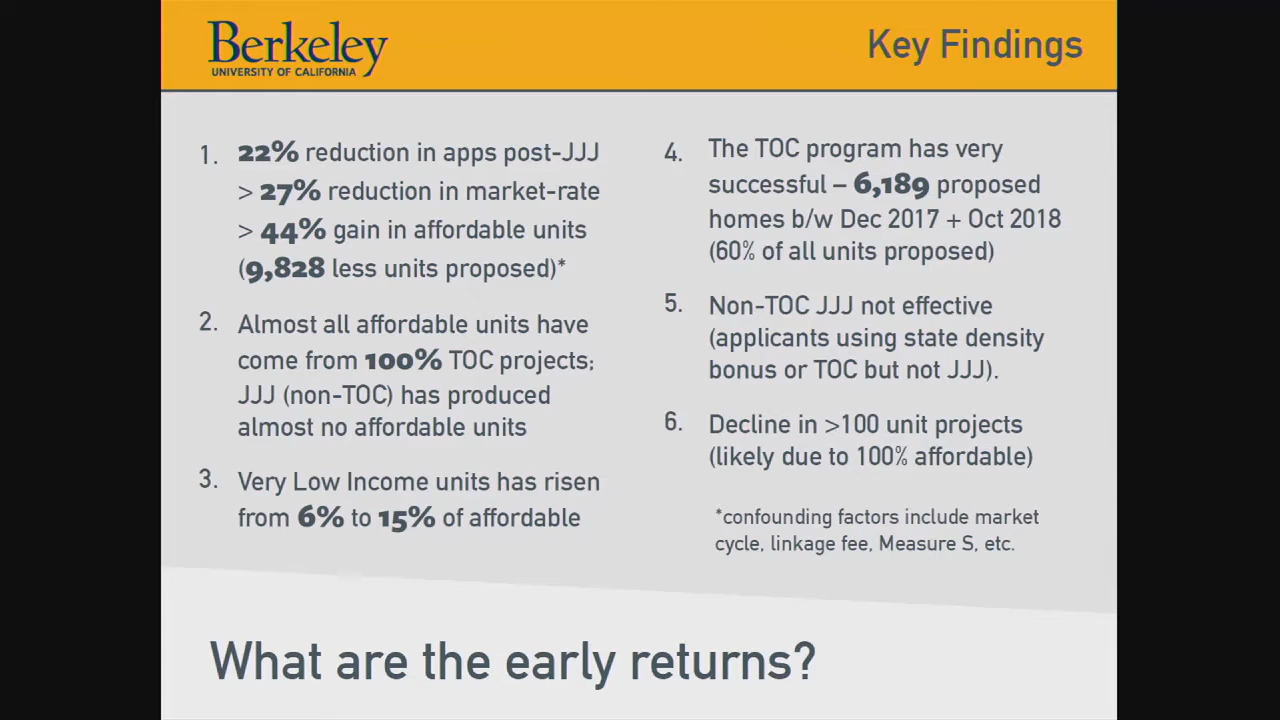 Berkeley
UNIVERSITY OF CALIFORNIA
Key Findings
1. 22% reduction in apps post-JJJ
> 27% reduction in market-rate
> 44% gain in affordable units
(9,828 less units proposed)*
2. Almost all affordable units have
come from 100% TOC projects;
JJJ (non-TOC) has produced
almost no affordable units
3. Very Low Income units has risen
from 6% to 15% of affordable
4. The TOC program has very
successful – 6,189 proposed
homes b/w Dec 2017 + Oct 2018
(60% of all units proposed)
5. Non-TOC JJJ not effective
(applicants using state density
bonus or TOC but not JJJ).
6. Decline in >100 unit projects
(likely due to 100% affordable)
*confounding factors include market
cycle, linkage fee, Measure S, etc.
What are the early returns?